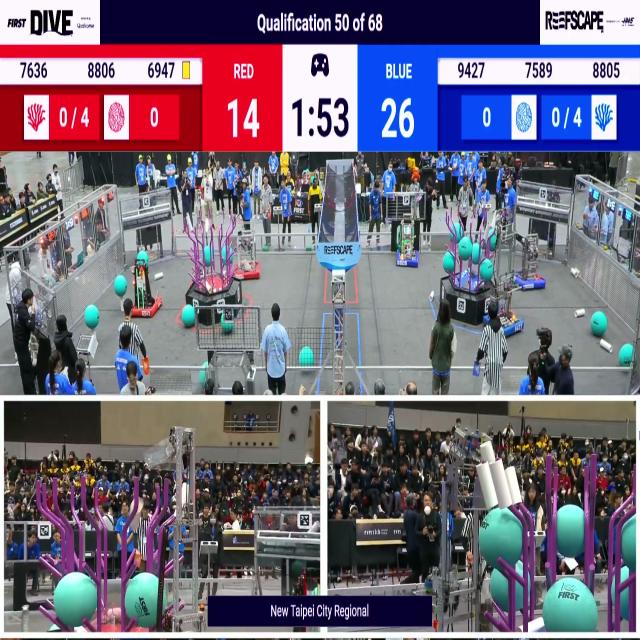 FIRST DIVE
Qualification 50 of 68
REEFSCAPE
7636 8806 6947
RED
BLUE
9427 7589 8805
0 / 4
0
14
1:53
26
0
0 / 4
REEFSCAPE
FIRST
New Taipei City Regional